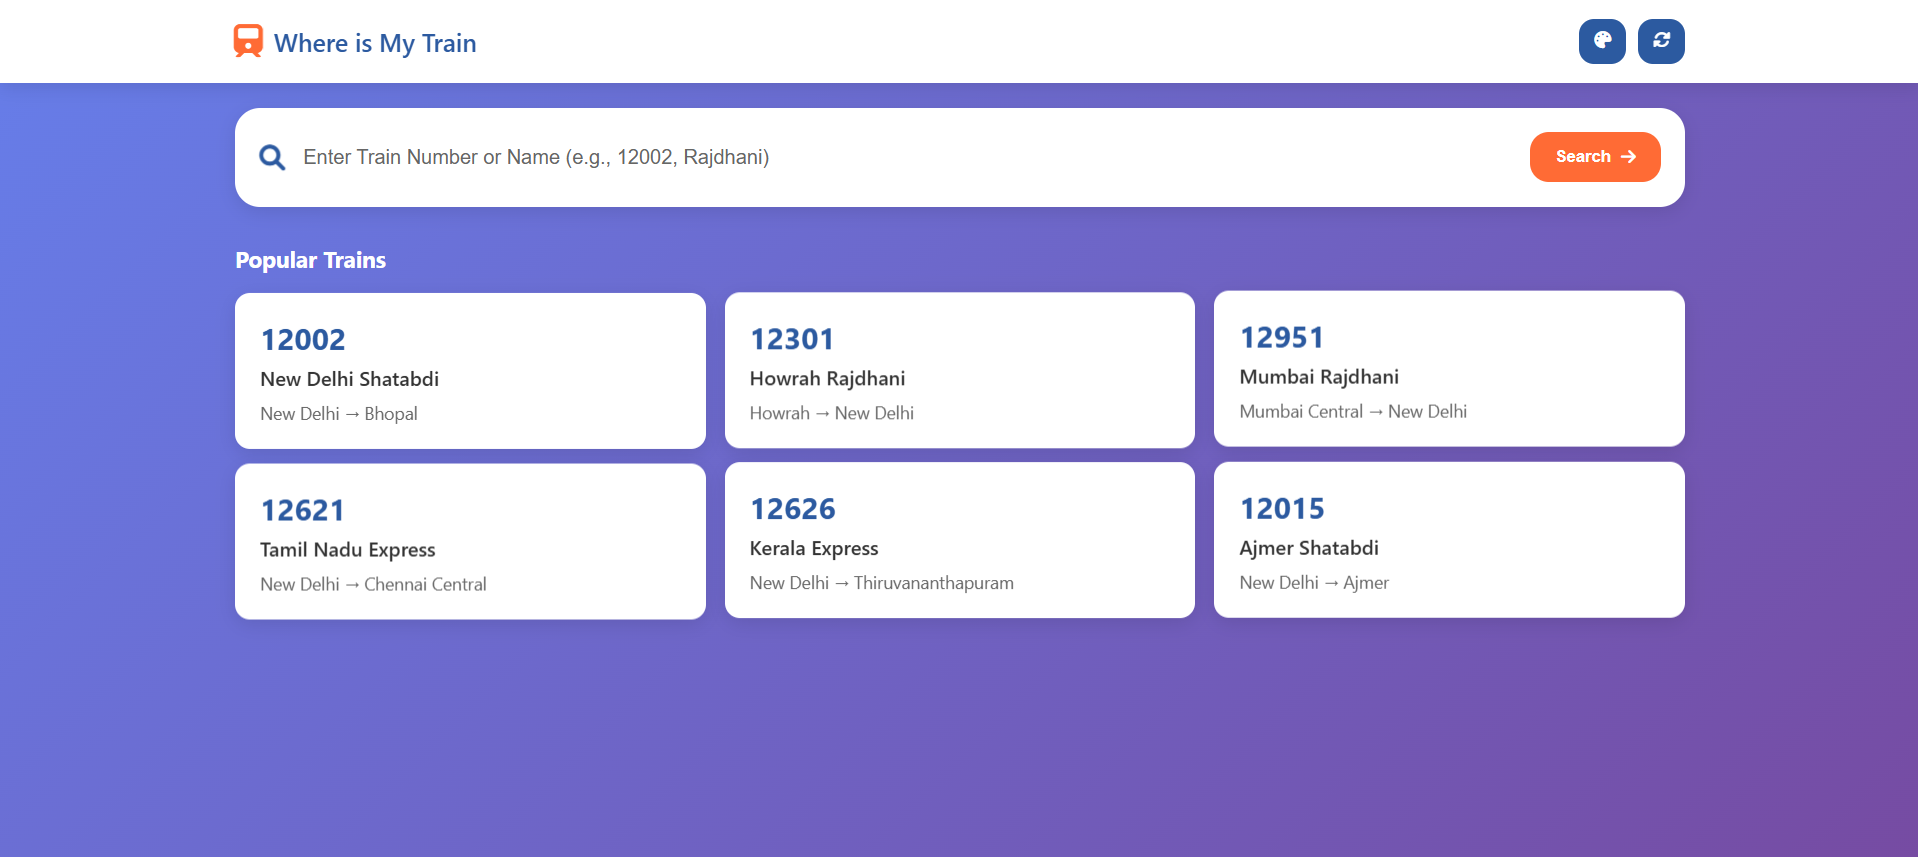 Where is My Train
Enter Train Number or Name (e.g., 12002, Rajdhani)
Search →
Popular Trains
12002
New Delhi Shatabdi
New Delhi → Bhopal
12301
Howrah Rajdhani
Howrah → New Delhi
12951
Mumbai Rajdhani
Mumbai Central → New Delhi
12621
Tamil Nadu Express
New Delhi → Chennai Central
12626
Kerala Express
New Delhi → Thiruvananthapuram
12015
Ajmer Shatabdi
New Delhi → Ajmer